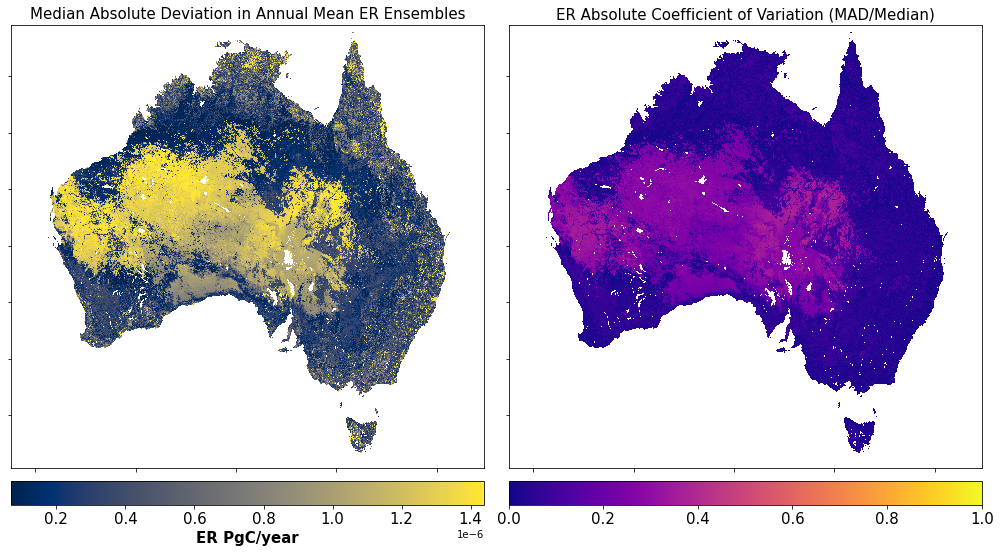 Median Absolute Deviation in Annual Mean ER Ensembles
ER Absolute Coefficient of Variation (MAD/Median)
0.2 0.4 0.6 0.8 1.0 1.2 1.4
1e−6
ER PgC/year
0.0 0.2 0.4 0.6 0.8 1.0